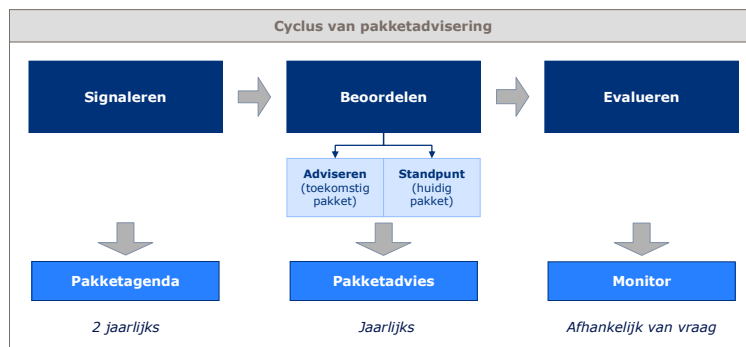 Cyclus van pakketadvisering
Signaleren
Beoordelen
Evalueren
Adviseren
(toekomstig
pakket)
Standpunt
(huidig
pakket)
Pakketagenda
Pakketadvies
Monitor
2 jaarlijks
Jaarlijks
Afhankelijk van vraag